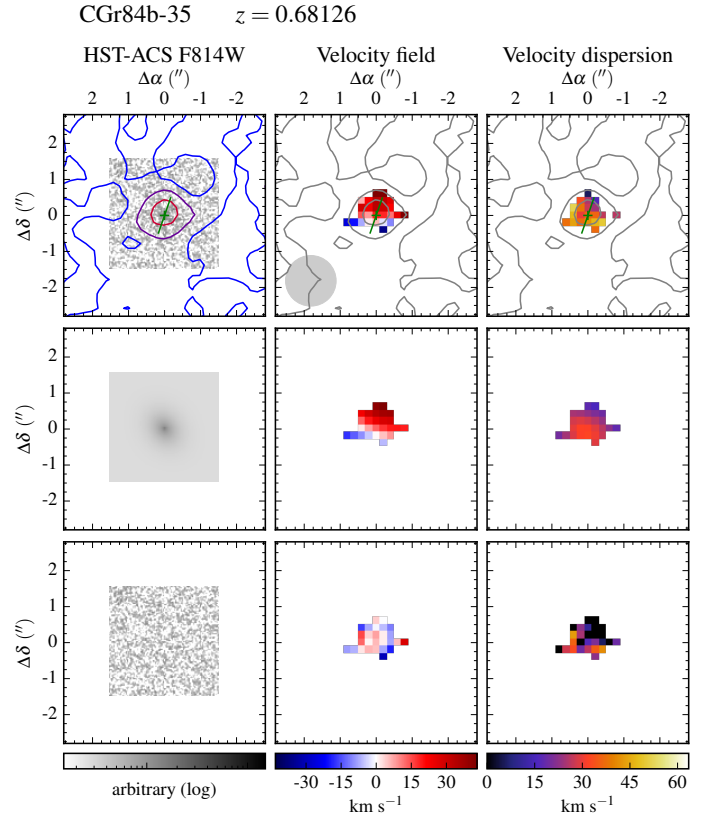 CGr84b-35 z = 0.68126
HST-ACS F814W Velocity field Velocity dispersion
Δα (″) Δα (″) Δα (″)
2 1 0 -1 -2 2 1 0 -1 -2 2 1 0 -1 -2
2
1
0
-1
-2
Δδ (″)
2
1
0
-1
-2
Δδ (″)
2
1
0
-1
-2
Δδ (″)
-30 -15 0 15 30 0 15 30 45 60
arbitrary (log) km s⁻¹ km s⁻¹